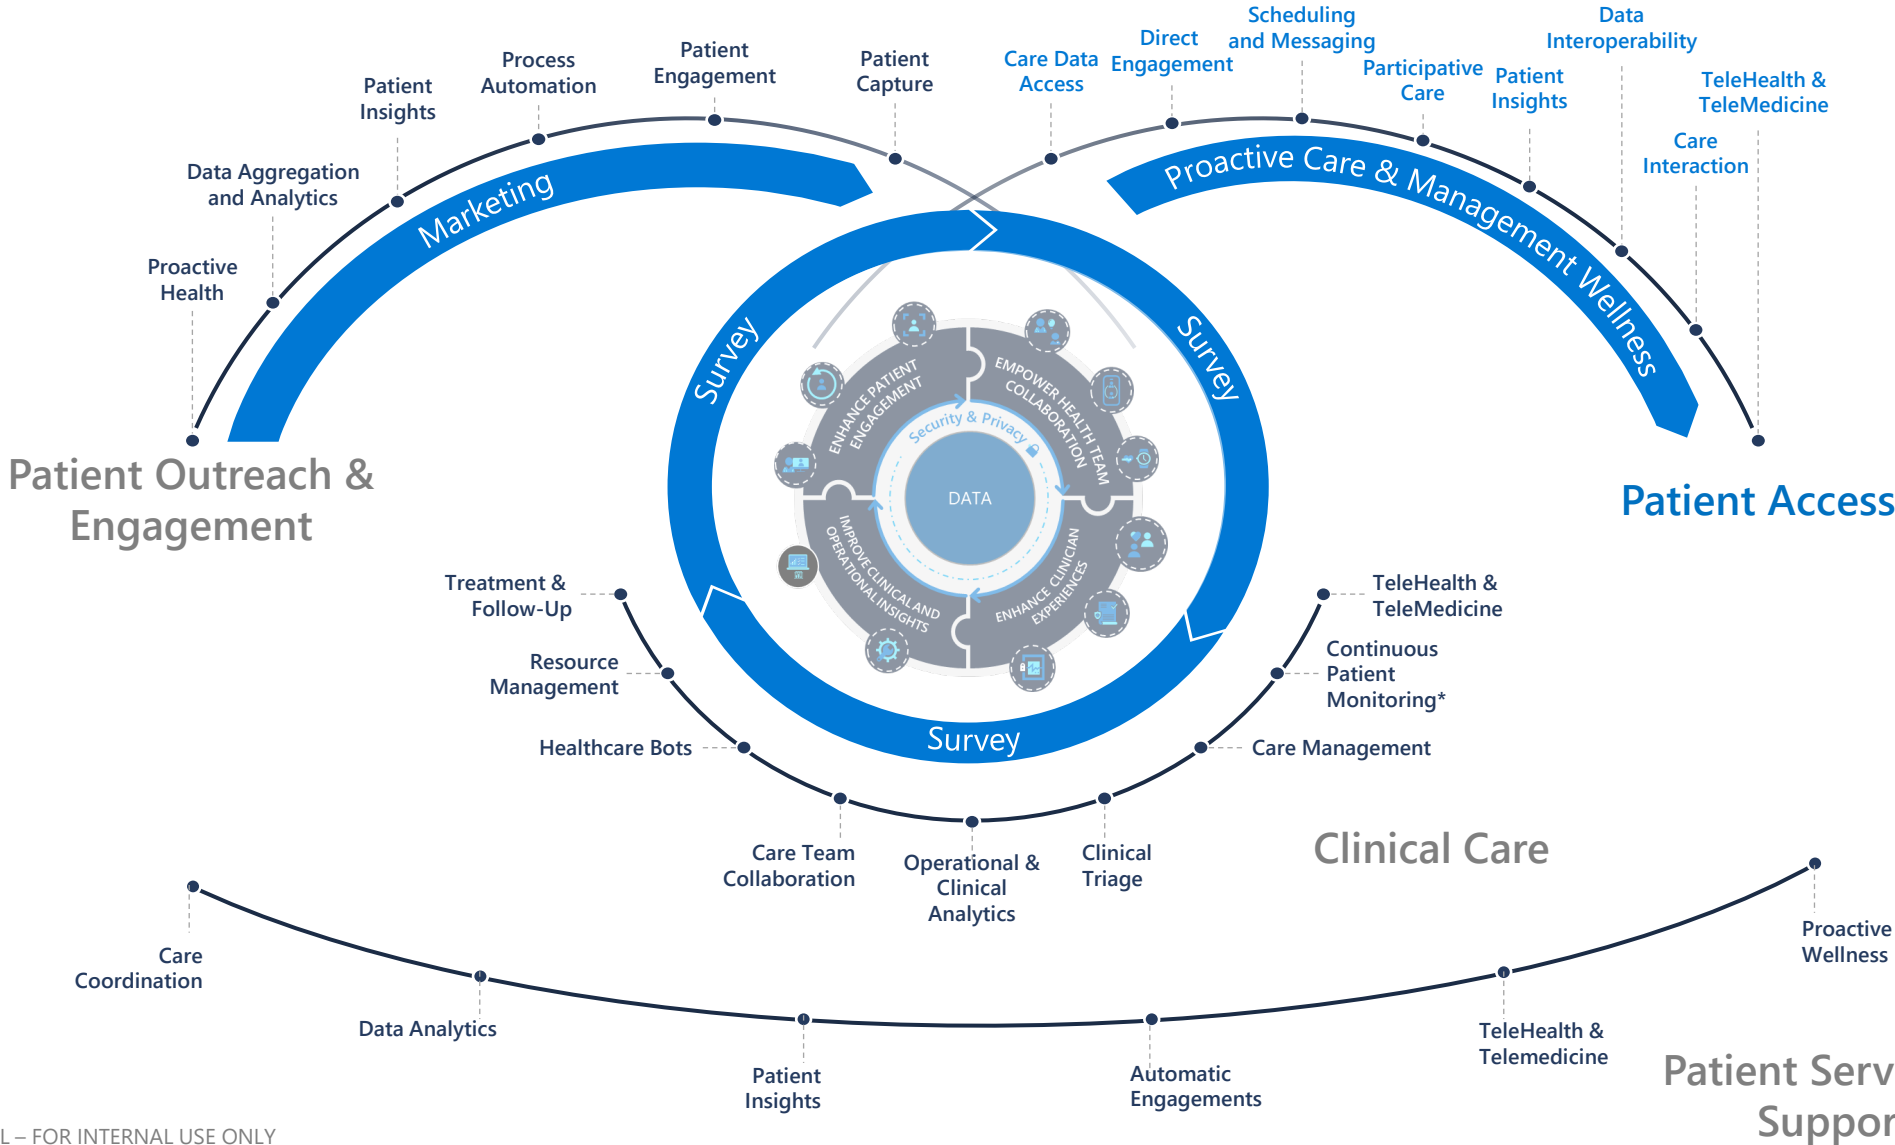 Patient
Insights
Process
Automation
Patient
Engagement
Patient
Capture
Data Aggregation
and Analytics
Proactive
Health
Marketing
Patient Outreach &
Engagement
Care Data
Access
Direct
Engagement
Scheduling
and Messaging
Participative
Care
Patient
Insights
Data
Interoperability
Care
Interaction
TeleHealth &
TeleMedicine
Proactive Care & Management Wellness
Patient Access
Survey
Survey
Survey
ENHANCE PATIENT
ENGAGEMENT
EMPOWER HEALTH TEAM
COLLABORATION
Security & Privacy
DATA
IMPROVE CLINICAL AND
OPERATIONAL INSIGHTS
ENHANCE CLINICIAN
EXPERIENCES
Treatment &
Follow-Up
Resource
Management
Healthcare Bots
Care Team
Collaboration
Operational &
Clinical
Analytics
Clinical
Triage
Care Management
Continuous
Patient
Monitoring*
TeleHealth &
TeleMedicine
Clinical Care
Care
Coordination
Data Analytics
Patient
Insights
Automatic
Engagements
TeleHealth &
Telemedicine
Proactive
Wellness
Patient Serv
Suppor
L – FOR INTERNAL USE ONLY